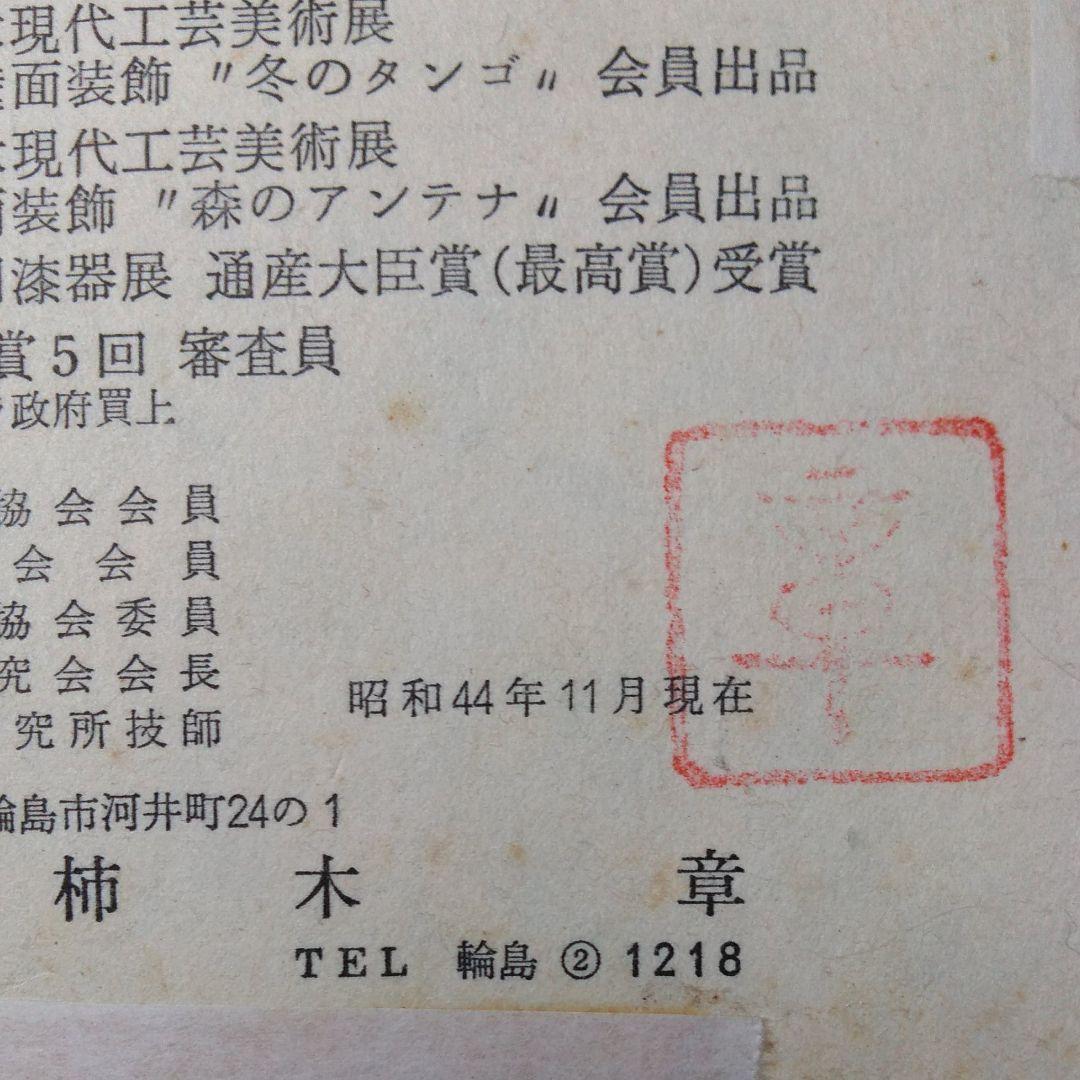 現代工芸美術展
面装飾 〃冬のタンゴ〃 会員出品
現代工芸美術展
装飾 〃森のアンテナ〃 会員出品
漆器展 通産大臣賞(最高賞)受賞
賞5回 審査員
政府買上
協会会員
会会員
協会委員
究会会長
究所技師
昭和44年11月現在
章
輪島市河井町24の1
柿木 章
TEL 輪島 ② 1218